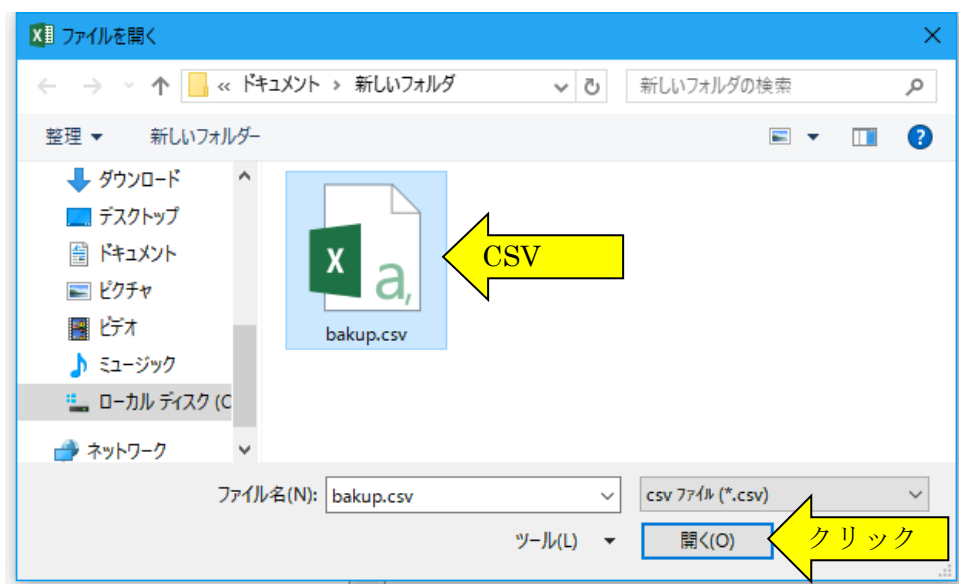 ファイルを開く
« ドキュメント › 新しいフォルダ
新しいフォルダの検索
整理 新しいフォルダー
ダウンロード
デスクトップ
ドキュメント
ピクチャ
ビデオ
ミュージック
ローカル ディスク (C
ネットワーク
bakup.csv
CSV
ファイル名(N): bakup.csv
csv ファイル (*.csv)
ツール(L)
開く(O)
クリック